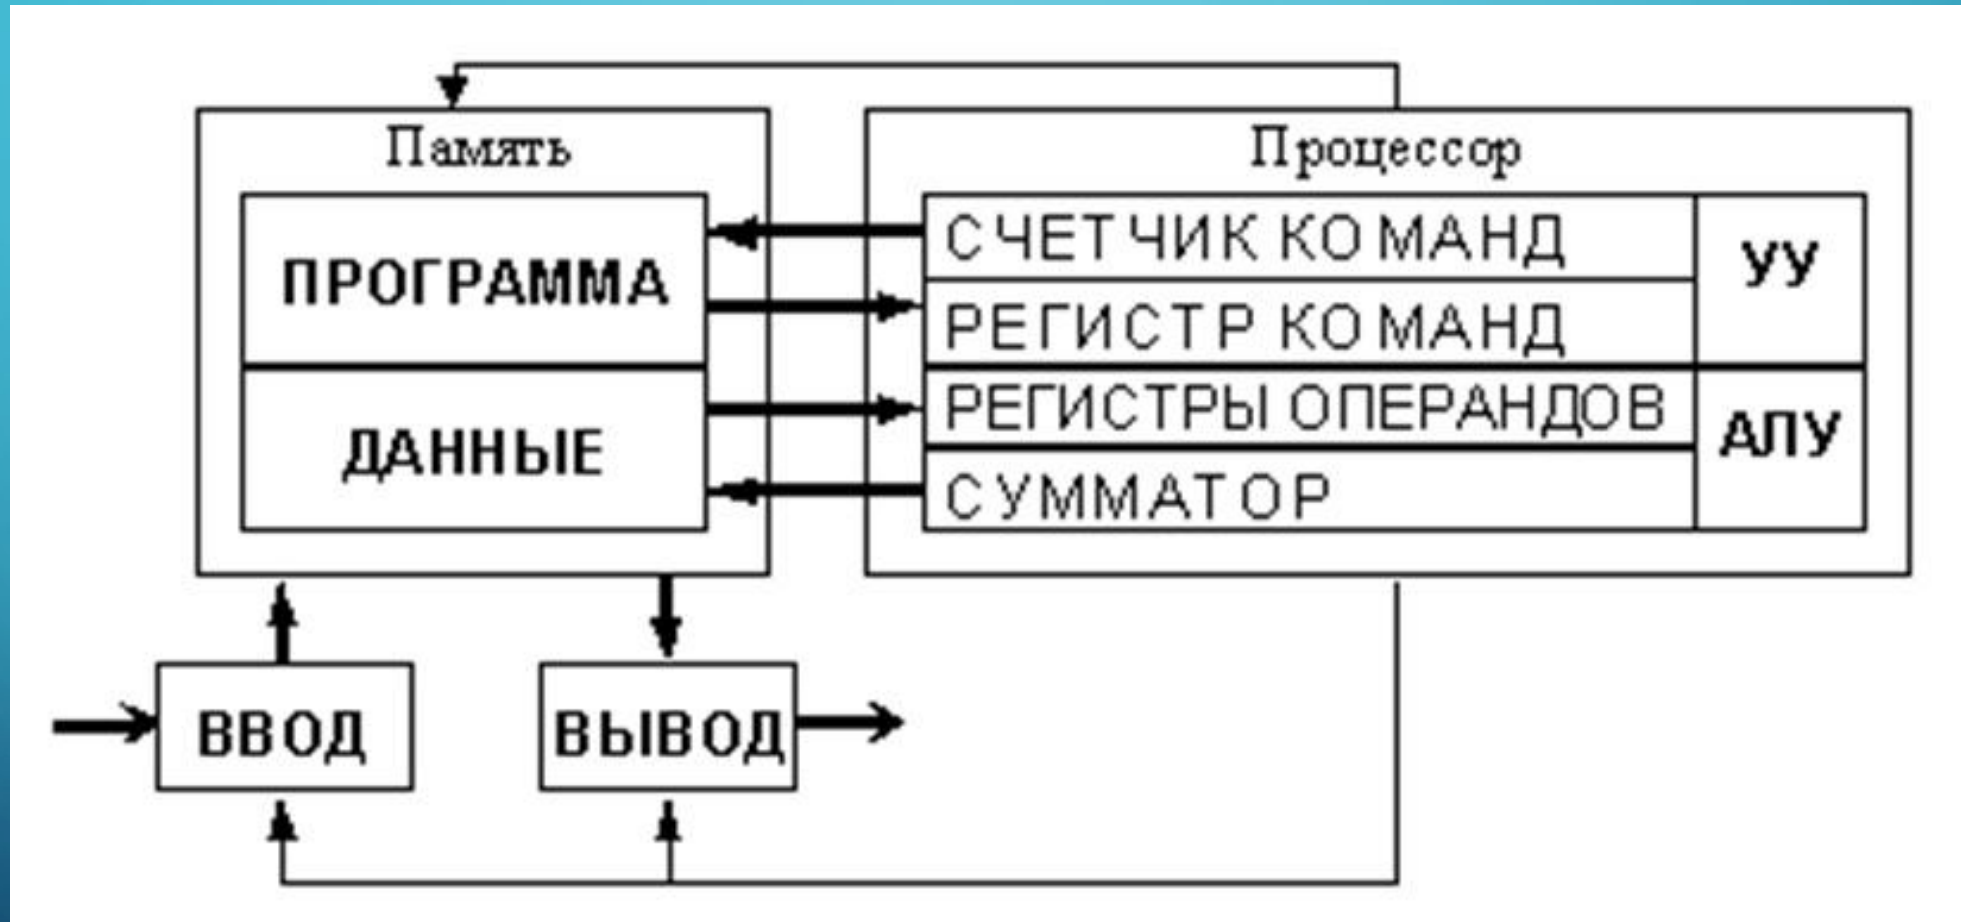 Память
Процессор
ПРОГРАММА
ДАННЫЕ
СЧЕТЧИК КОМАНД
РЕГИСТР КОМАНД
РЕГИСТРЫ ОПЕРАНДОВ
СУММАТОР
УУ
АЛУ
ВВОД
ВЫВОД